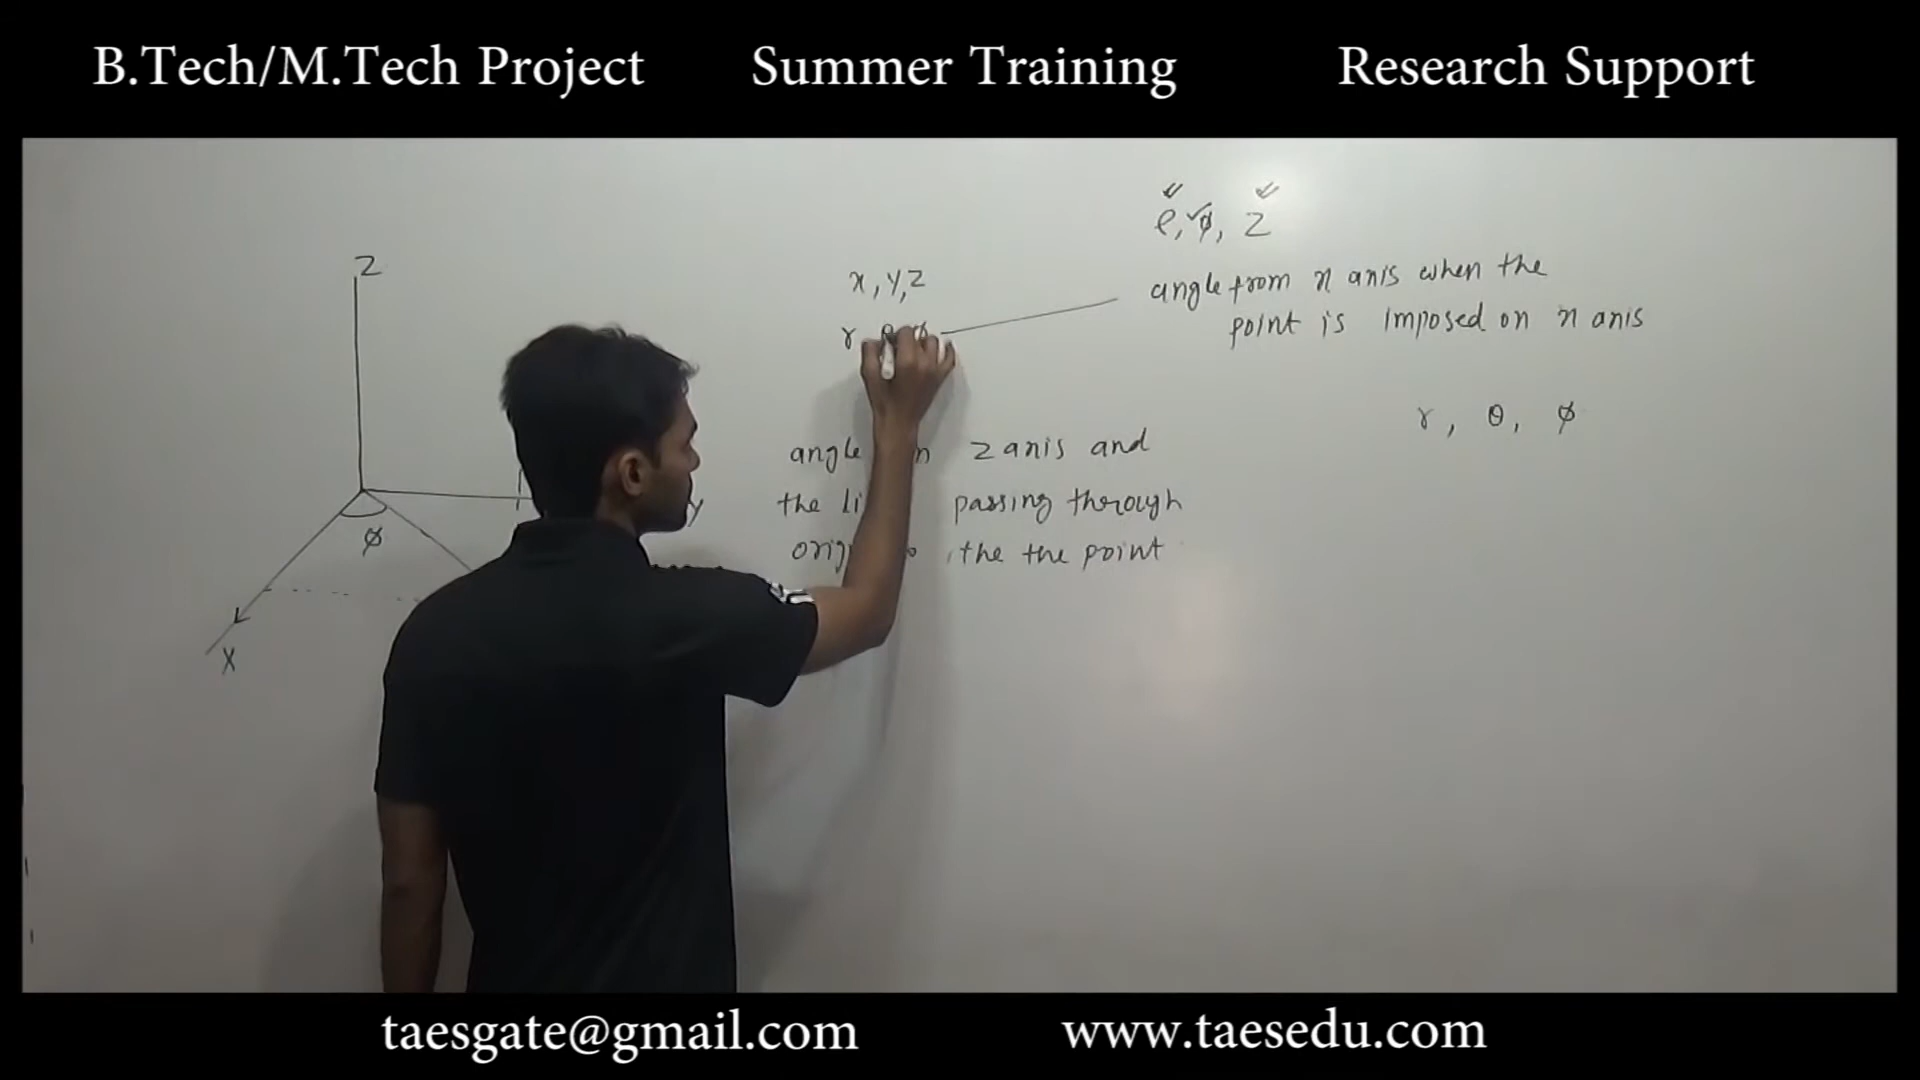 B.Tech/M.Tech Project Summer Training Research Support
ρ, φ, Z
Z
x, y, z
angle from x axis when the
point is imposed on x axis
r
r, θ, φ
angle z axis and
the passing through
the the point
y
φ
X
taesgate@gmail.com www.taesedu.com